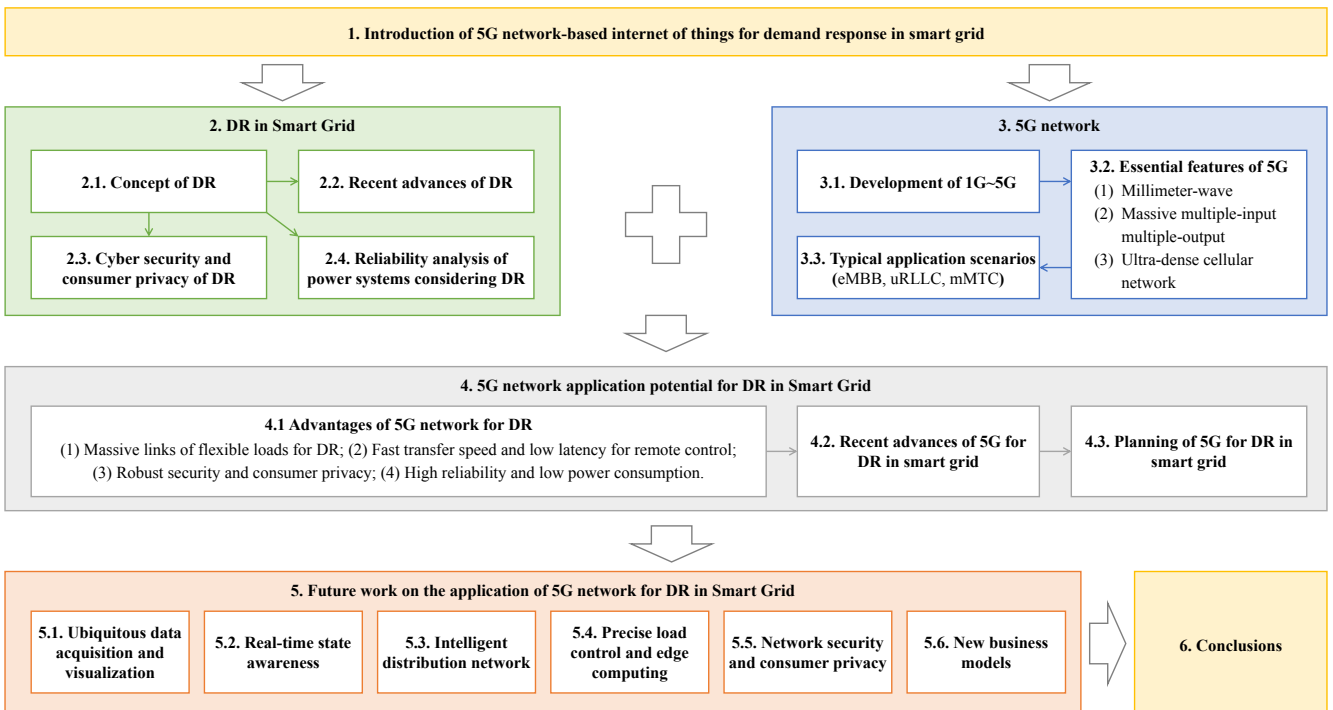 1. Introduction of 5G network-based internet of things for demand response in smart grid
2. DR in Smart Grid
2.1. Concept of DR
2.2. Recent advances of DR
2.3. Cyber security and
consumer privacy of DR
2.4. Reliability analysis of
power systems considering DR
3. 5G network
3.1. Development of 1G~5G
3.2. Essential features of 5G
(1) Millimeter-wave
(2) Massive multiple-input
multiple-output
(3) Ultra-dense cellular
network
3.3. Typical application scenarios
(eMBB, uRLLC, mMTC)
4. 5G network application potential for DR in Smart Grid
4.1 Advantages of 5G network for DR
(1) Massive links of flexible loads for DR; (2) Fast transfer speed and low latency for remote control;
(3) Robust security and consumer privacy; (4) High reliability and low power consumption.
4.2. Recent advances of 5G for
DR in smart grid
4.3. Planning of 5G for DR in
smart grid
5. Future work on the application of 5G network for DR in Smart Grid
5.1. Ubiquitous data
acquisition and
visualization
5.2. Real-time state
awareness
5.3. Intelligent
distribution network
5.4. Precise load
control and edge
computing
5.5. Network security
and consumer privacy
5.6. New business
models
6. Conclusions